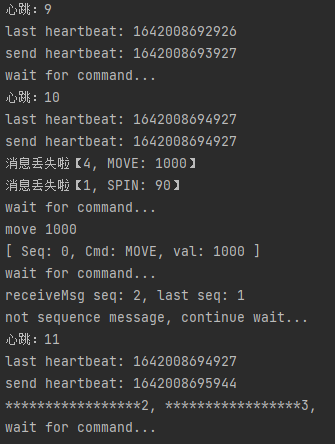 心跳：9
last heartbeat: 1642008692926
send heartbeat: 1642008693927
wait for command...
心跳：10
last heartbeat: 1642008694927
send heartbeat: 1642008694927
消息丢失啦【4, MOVE: 1000】
消息丢失啦【1, SPIN: 90】
wait for command...
move 1000
[ Seq: 0, Cmd: MOVE, val: 1000 ]
wait for command...
receiveMsg seq: 2, last seq: 1
not sequence message, continue wait...
心跳：11
last heartbeat: 1642008694927
send heartbeat: 1642008695944
*****************2, *****************3,
wait for command...